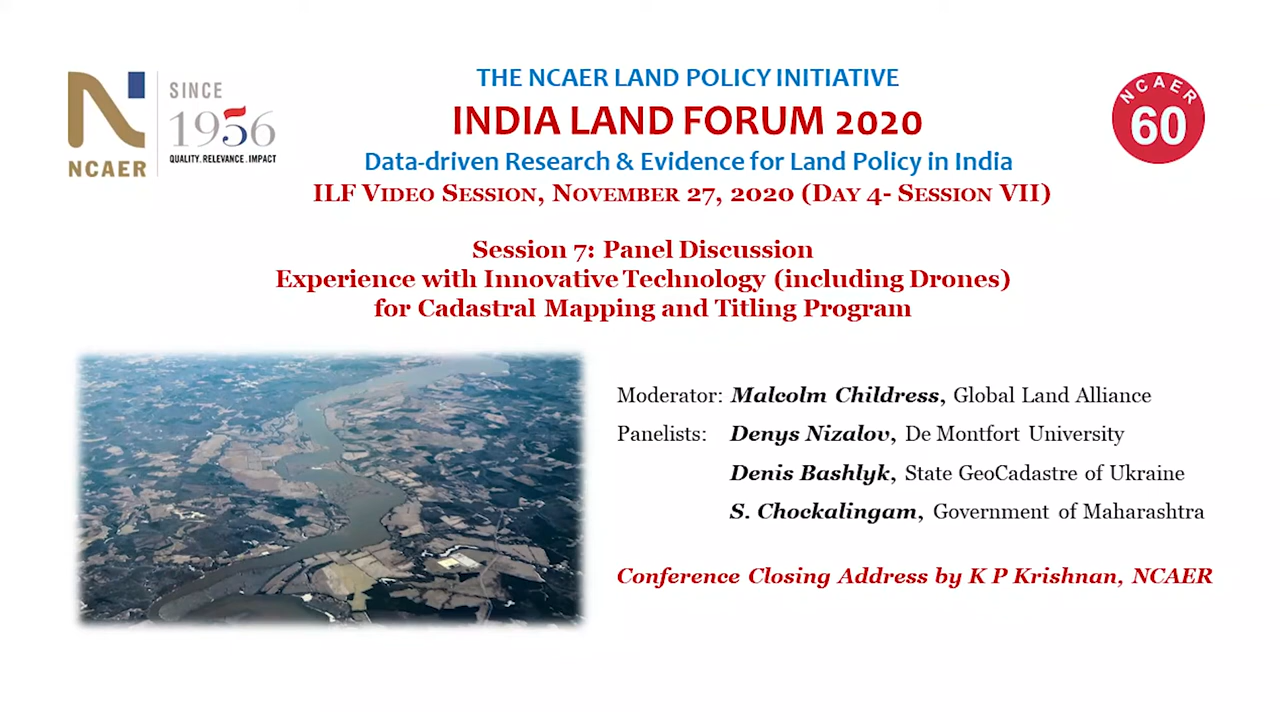 THE NCAER LAND POLICY INITIATIVE
INDIA LAND FORUM 2020
Data-driven Research & Evidence for Land Policy in India
ILF VIDEO SESSION, NOVEMBER 27, 2020 (DAY 4- SESSION VII)
NCAER
SINCE
1956
QUALITY. RELEVANCE. IMPACT
NCAER
60
Session 7: Panel Discussion
Experience with Innovative Technology (including Drones)
for Cadastral Mapping and Titling Program
Moderator: Malcolm Childress, Global Land Alliance
Panelists: Denys Nizalov, De Montfort University
Denis Bashlyk, State GeoCadastre of Ukraine
S. Chockalingam, Government of Maharashtra
Conference Closing Address by K P Krishnan, NCAER